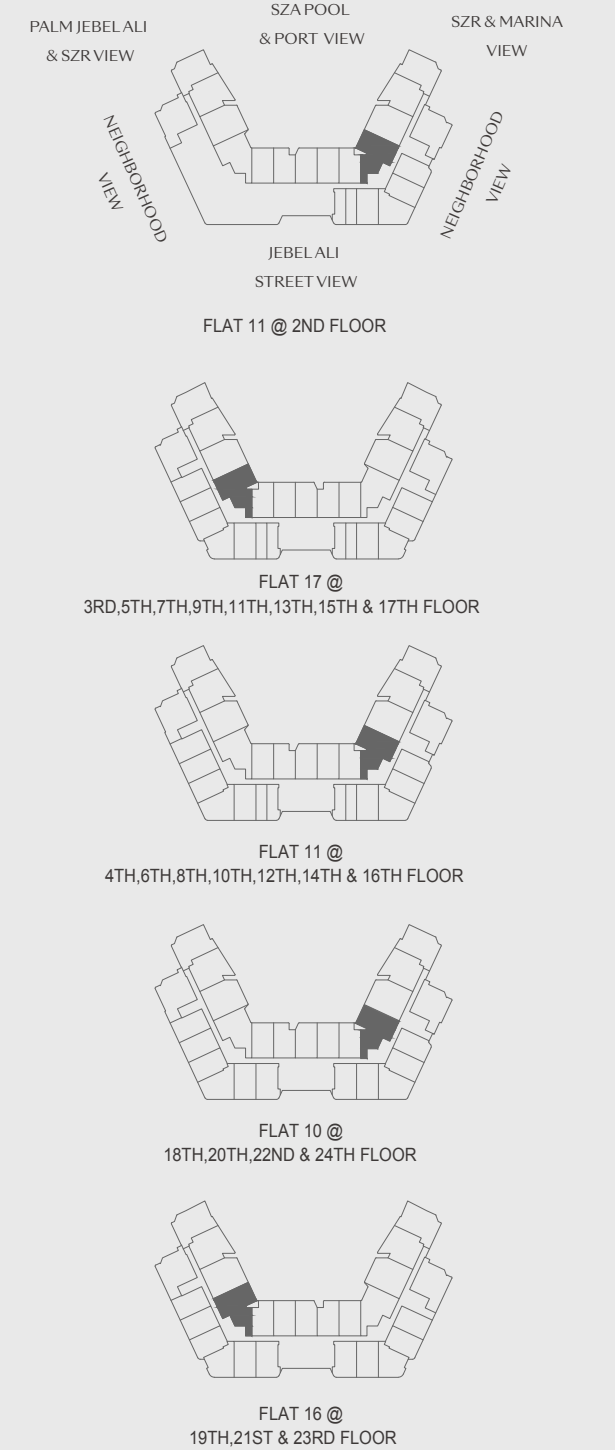 PALM JEBEL ALI
& SZR VIEW
SZA POOL
& PORT VIEW
SZR & MARINA
VIEW
NEIGHBORHOOD
VIEW
NEIGHBORHOOD
VIEW
JEBEL ALI
STREET VIEW
FLAT 11 @ 2ND FLOOR
FLAT 17 @
3RD,5TH,7TH,9TH,11TH,13TH,15TH & 17TH FLOOR
FLAT 11 @
4TH,6TH,8TH,10TH,12TH,14TH & 16TH FLOOR
FLAT 10 @
18TH,20TH,22ND & 24TH FLOOR
FLAT 16 @
19TH,21ST & 23RD FLOOR